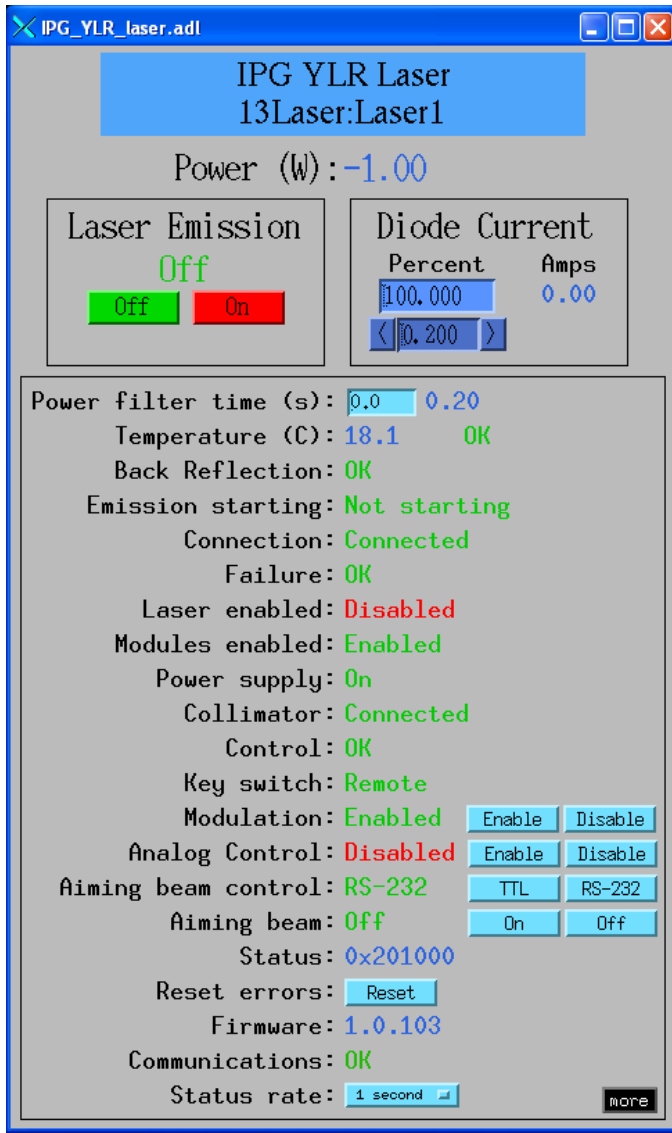 IPG_YLR_laser.adl
IPG YLR Laser
13Laser:Laser1
Power (W):-1.00
Laser Emission
Off
Off On
Diode Current
Percent Amps
100.000 0.00
< 0.200 >
Power filter time (s): 0.0 0.20
Temperature (C): 18.1 OK
Back Reflection: OK
Emission starting: Not starting
Connection: Connected
Failure: OK
Laser enabled: Disabled
Modules enabled: Enabled
Power supply: On
Collimator: Connected
Control: OK
Key switch: Remote
Modulation: Enabled Enable Disable
Analog Control: Disabled Enable Disable
Aiming beam control: RS-232 TTL RS-232
Aiming beam: Off On Off
Status: 0x201000
Reset errors: Reset
Firmware: 1.0.103
Communications: OK
Status rate: 1 second more